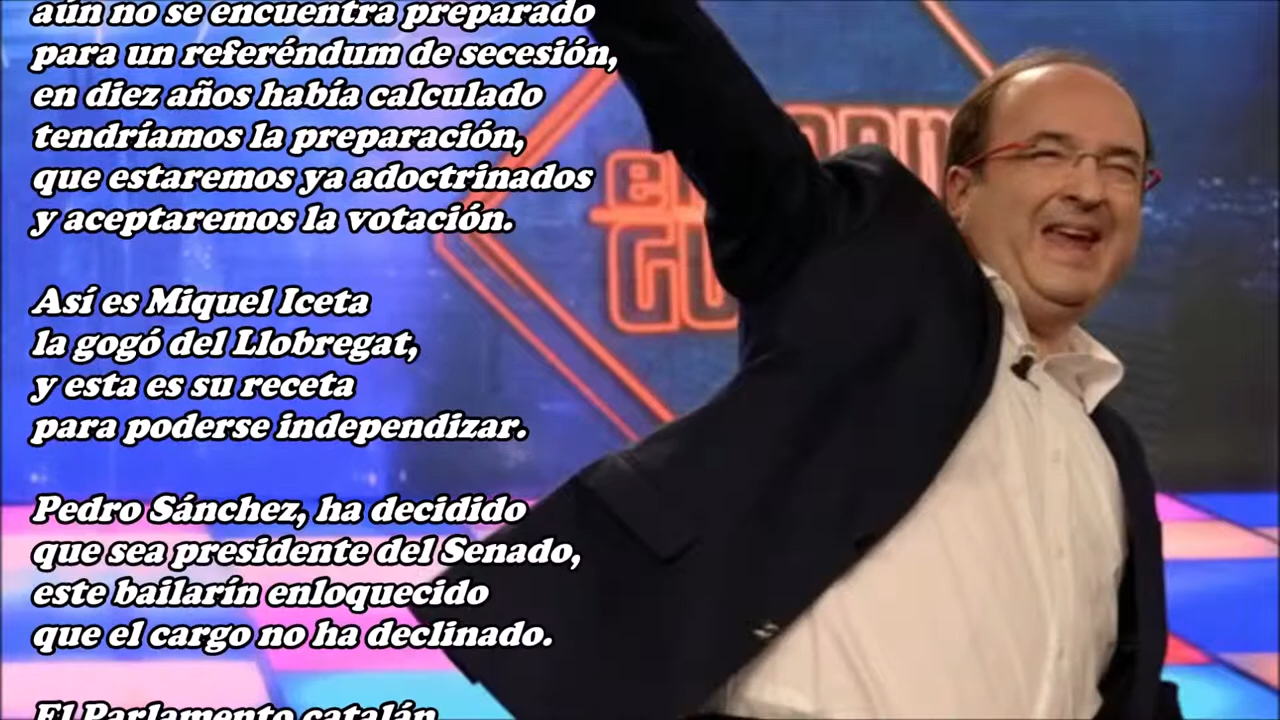 aún no se encuentra preparado
para un referéndum de secesión,
en diez años había calculado
tendríamos la preparación,
que estaremos ya adoctrinados
y aceptaremos la votación.
Así es Miquel Iceta
la gogó del Llobregat,
y esta es su receta
para poderse independizar.
Pedro Sánchez, ha decidido
que sea presidente del Senado,
este bailarín enloquecido
que el cargo no ha declinado.
El Parlamento catalán